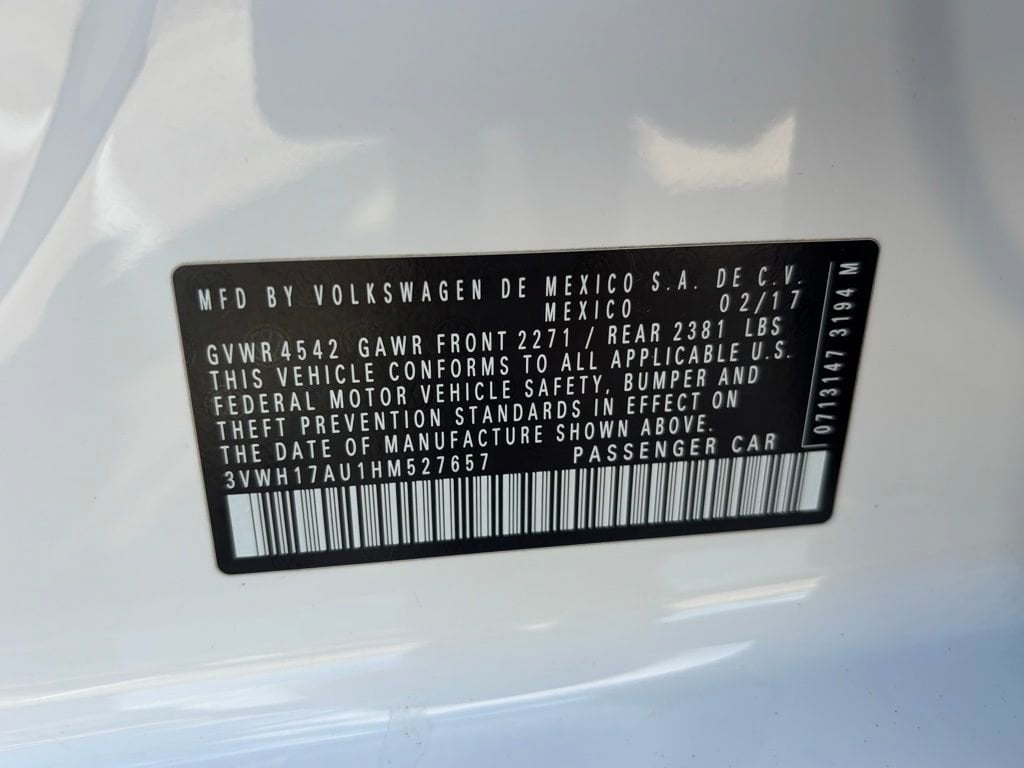 MFD BY VOLKSWAGEN DE MEXICO S.A. DE C.V.
MEXICO 02/17
GVWR 4542 GAWR FRONT 2271 / REAR 2381 LBS
THIS VEHICLE CONFORMS TO ALL APPLICABLE U.S.
FEDERAL MOTOR VEHICLE SAFETY, BUMPER AND
THEFT PREVENTION STANDARDS IN EFFECT ON
THE DATE OF MANUFACTURE SHOWN ABOVE.
3VWH17AU1HM527657 PASSENGER CAR
0713147 3194 M